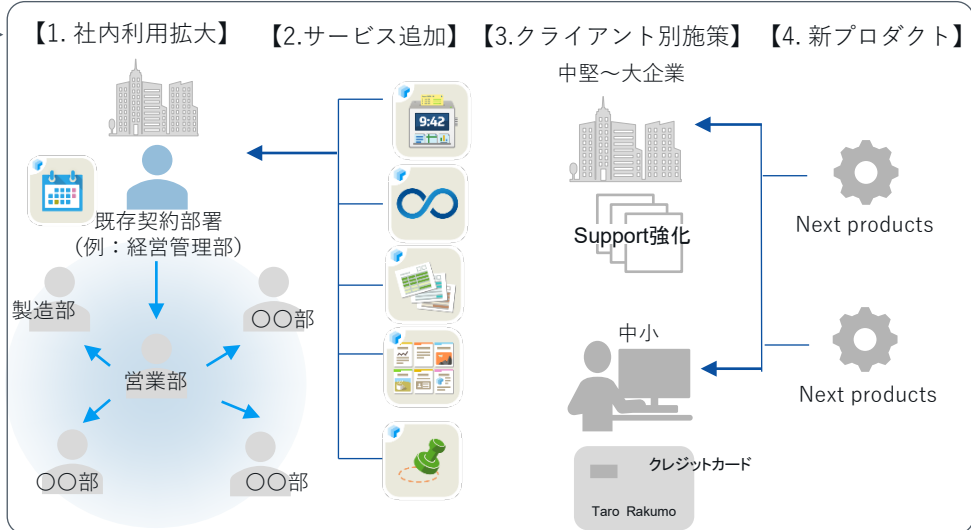 【1. 社内利用拡大】
【2.サービス追加】
【3.クライアント別施策】
【4. 新プロダクト】
中堅～大企業
9:42
既存契約部署
（例：経営管理部）
製造部
〇〇部
営業部
〇〇部
〇〇部
Support強化
中小
クレジットカード
Taro Rakumo
Next products
Next products